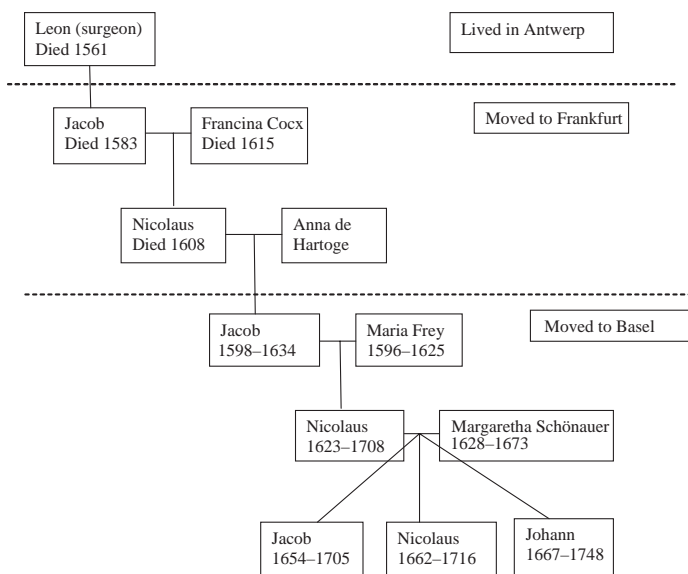 Leon (surgeon)
Died 1561
Lived in Antwerp
Jacob
Died 1583
Francina Cocx
Died 1615
Moved to Frankfurt
Nicolaus
Died 1608
Anna de
Hartoge
Jacob
1598–1634
Maria Frey
1596–1625
Moved to Basel
Nicolaus
1623–1708
Margaretha Schönauer
1628–1673
Jacob
1654–1705
Nicolaus
1662–1716
Johann
1667–1748